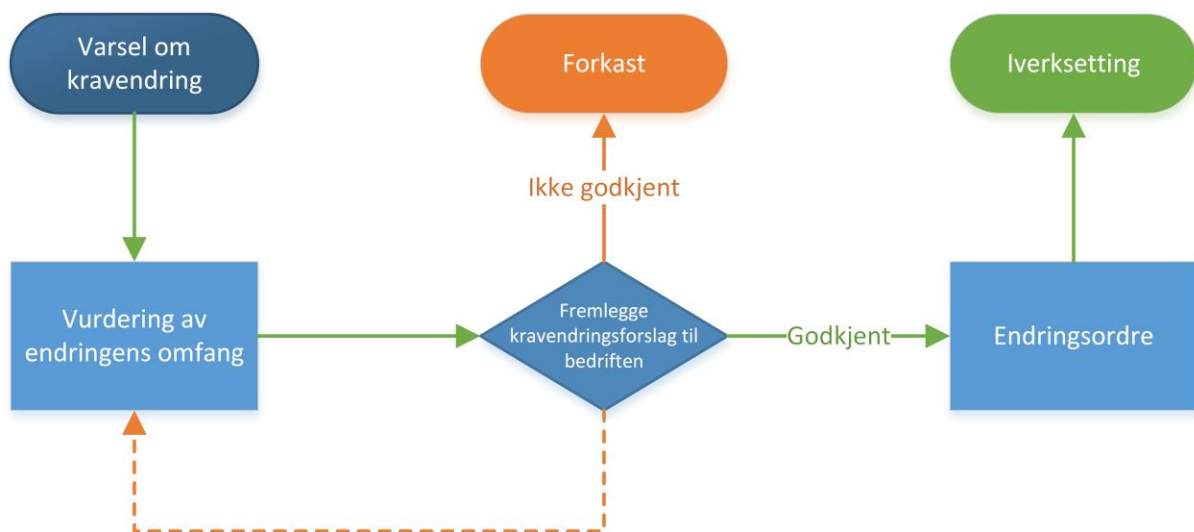 Varsel om
kravendring
Forkast
Iverksetting
Ikke godkjent
Vurdering av
endringens omfang
Fremlegge
kravendringsforslag til
bedriften
Godkjent
Endringsordre